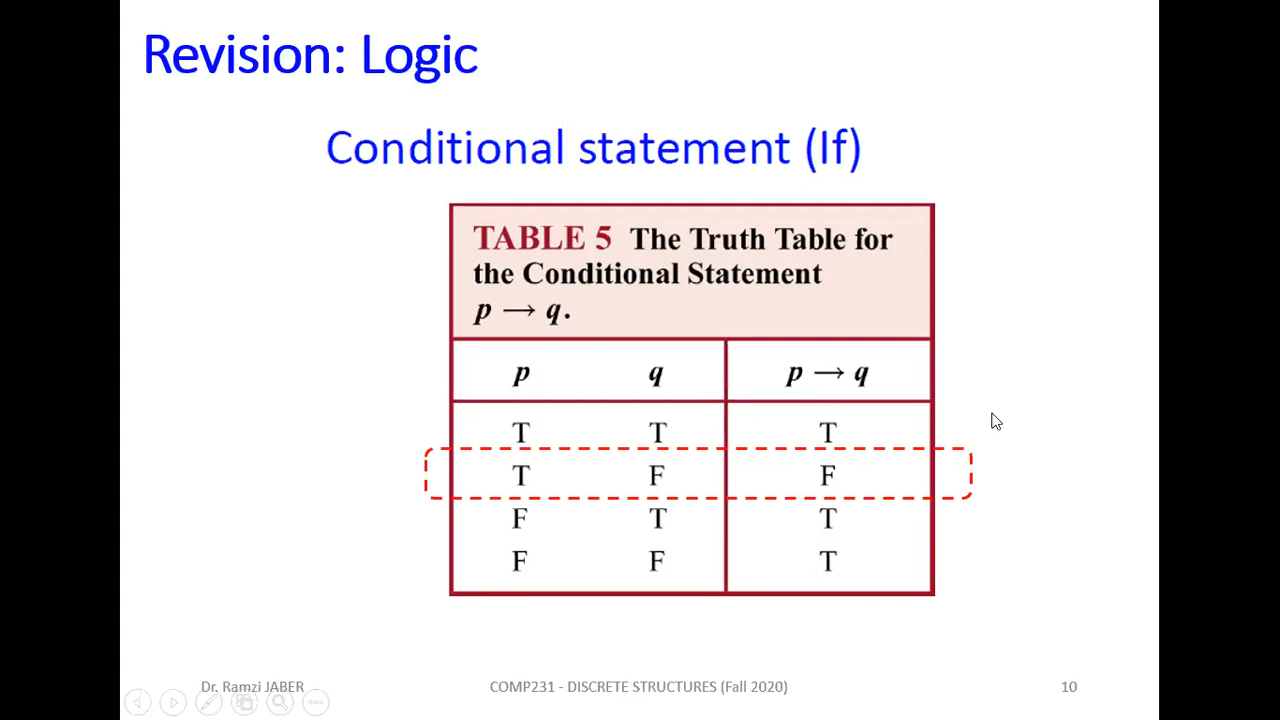 Revision: Logic
Conditional statement (If)
TABLE 5 The Truth Table for
the Conditional Statement
p → q.
p q p → q
T T T
T F F
F T T
F F T
Dr. Ramzi JABER COMP231 - DISCRETE STRUCTURES (Fall 2020) 10